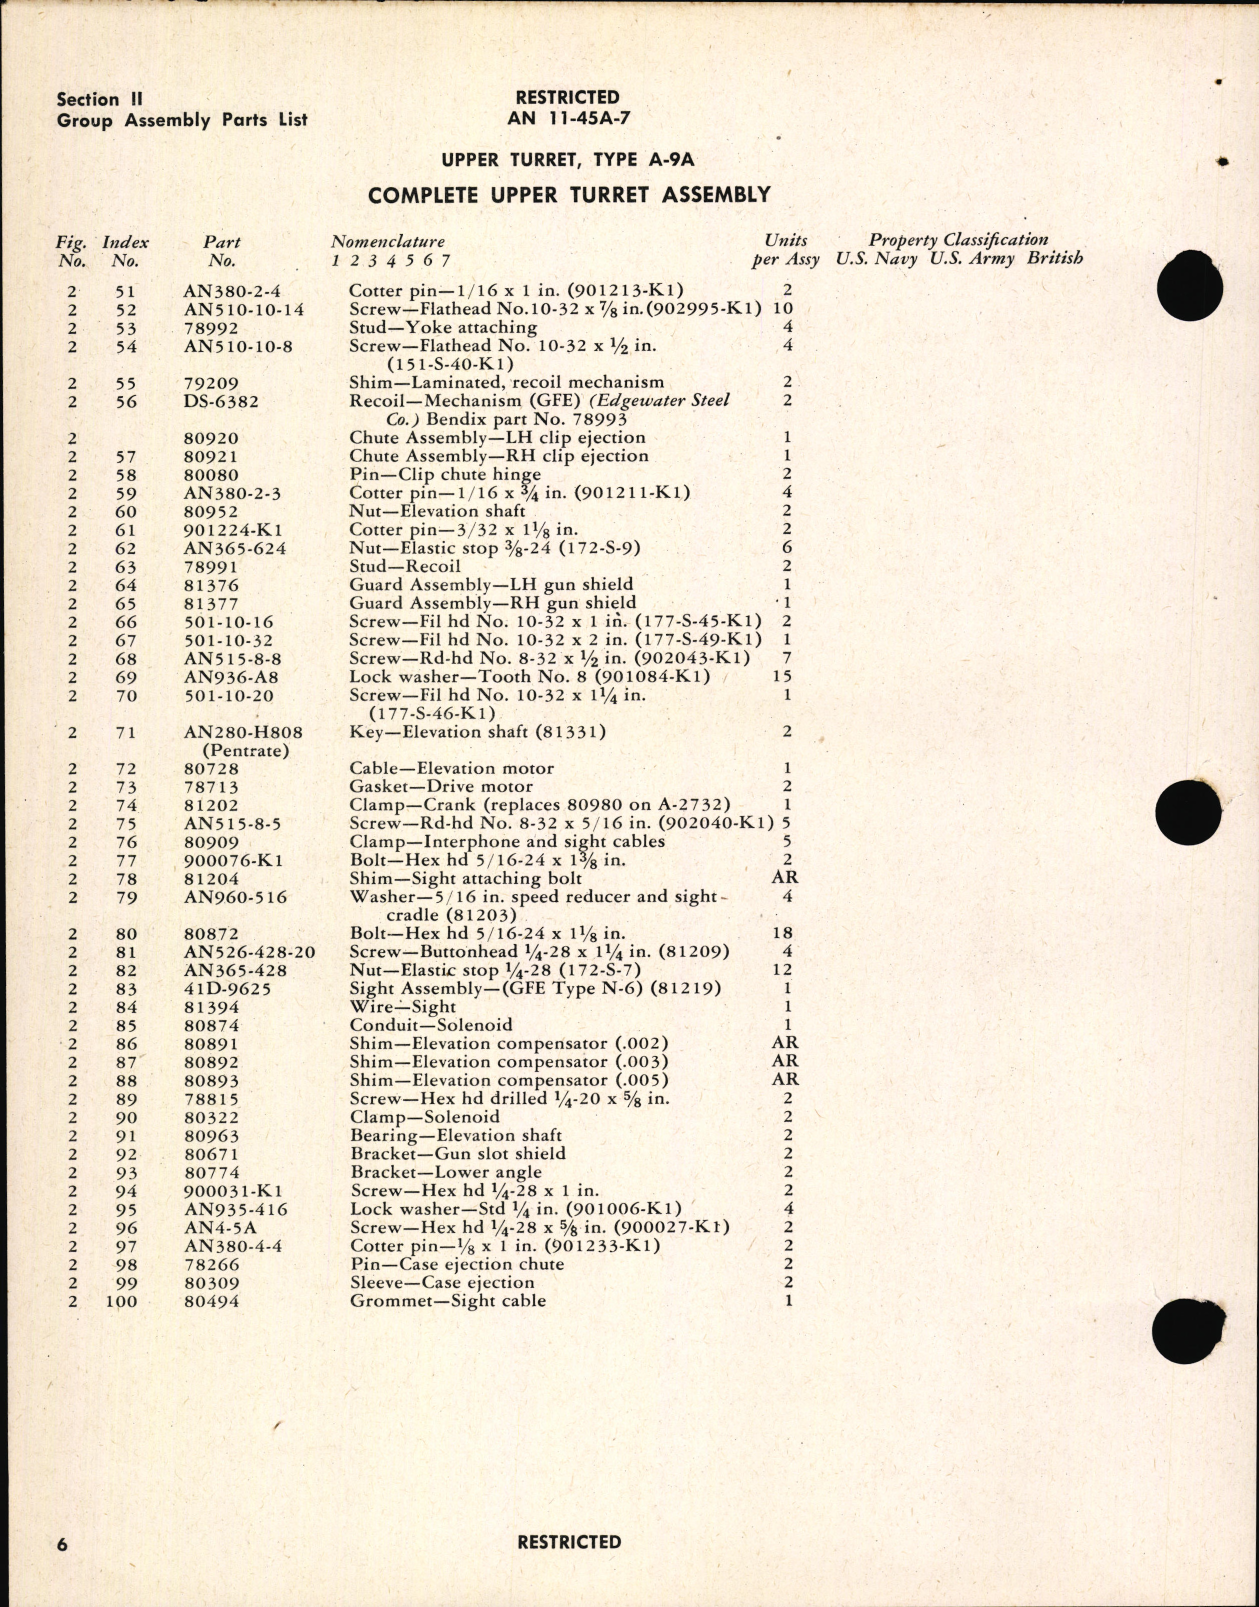 Section II
Group Assembly Parts List
RESTRICTED
AN 11-45A-7
UPPER TURRET, TYPE A-9A
COMPLETE UPPER TURRET ASSEMBLY
Fig. Index Part Nomenclature Units Property Classification
No. No. No. 1 2 3 4 5 6 7 per Assy U.S. Navy U.S. Army British
2 51 AN380-2-4 Cotter pin—1/16 x 1 in. (901213-K1) 2
2 52 AN510-10-14 Screw—Flathead No.10-32 x ⅞ in.(902995-K1) 10
2 53 78992 Stud—Yoke attaching 4
2 54 AN510-10-8 Screw—Flathead No. 10-32 x ½ in. 4
(151-S-40-K1)
2 55 79209 Shim—Laminated, recoil mechanism 2
2 56 DS-6382 Recoil—Mechanism (GFE) (Edgewater Steel 2
Co.) Bendix part No. 78993
2 80920 Chute Assembly—LH clip ejection 1
2 57 80921 Chute Assembly—RH clip ejection 1
2 58 80080 Pin—Clip chute hinge 2
2 59 AN380-2-3 Cotter pin—1/16 x ¾ in. (901211-K1) 4
2 60 80952 Nut—Elevation shaft 2
2 61 901224-K1 Cotter pin—3/32 x 1⅛ in. 2
2 62 AN365-624 Nut—Elastic stop ⅜-24 (172-S-9) 6
2 63 78991 Stud—Recoil 2
2 64 81376 Guard Assembly—LH gun shield 1
2 65 81377 Guard Assembly—RH gun shield 1
2 66 501-10-16 Screw—Fil hd No. 10-32 x 1 in. (177-S-45-K1) 2
2 67 501-10-32 Screw—Fil hd No. 10-32 x 2 in. (177-S-49-K1) 1
2 68 AN515-8-8 Screw—Rd-hd No. 8-32 x ½ in. (902043-K1) 7
2 69 AN936-A8 Lock washer—Tooth No. 8 (901084-K1) 15
2 70 501-10-20 Screw—Fil hd No. 10-32 x 1¼ in. 1
(177-S-46-K1)
2 71 AN280-H808 Key—Elevation shaft (81331) 2
(Pentrate)
2 72 80728 Cable—Elevation motor 1
2 73 78713 Gasket—Drive motor 2
2 74 81202 Clamp—Crank (replaces 80980 on A-2732) 1
2 75 AN515-8-5 Screw—Rd-hd No. 8-32 x 5/16 in. (902040-K1) 5
2 76 80909 Clamp—Interphone and sight cables 5
2 77 900076-K1 Bolt—Hex hd 5/16-24 x 1⅜ in. 2
2 78 81204 Shim—Sight attaching bolt AR
2 79 AN960-516 Washer—5/16 in. speed reducer and sight- 4
cradle (81203)
2 80 80872 Bolt—Hex hd 5/16-24 x 1⅛ in. 18
2 81 AN526-428-20 Screw—Buttonhead ¼-28 x 1¼ in. (81209) 4
2 82 AN365-428 Nut—Elastic stop ¼-28 (172-S-7) 12
2 83 41D-9625 Sight Assembly—(GFE Type N-6) (81219) 1
2 84 81394 Wire—Sight 1
2 85 80874 Conduit—Solenoid 1
2 86 80891 Shim—Elevation compensator (.002) AR
2 87 80892 Shim—Elevation compensator (.003) AR
2 88 80893 Shim—Elevation compensator (.005) AR
2 89 78815 Screw—Hex hd drilled ¼-20 x ⅝ in. 2
2 90 80322 Clamp—Solenoid 2
2 91 80963 Bearing—Elevation shaft 2
2 92 80671 Bracket—Gun slot shield 2
2 93 80774 Bracket—Lower angle 2
2 94 900031-K1 Screw—Hex hd ¼-28 x 1 in. 2
2 95 AN935-416 Lock washer—Std ¼ in. (901006-K1) 4
2 96 AN4-5A Screw—Hex hd ¼-28 x ⅝ in. (900027-K1) 2
2 97 AN380-4-4 Cotter pin—⅛ x 1 in. (901233-K1) 2
2 98 78266 Pin—Case ejection chute 2
2 99 80309 Sleeve—Case ejection 2
2 100 80494 Grommet—Sight cable 1
6
RESTRICTED